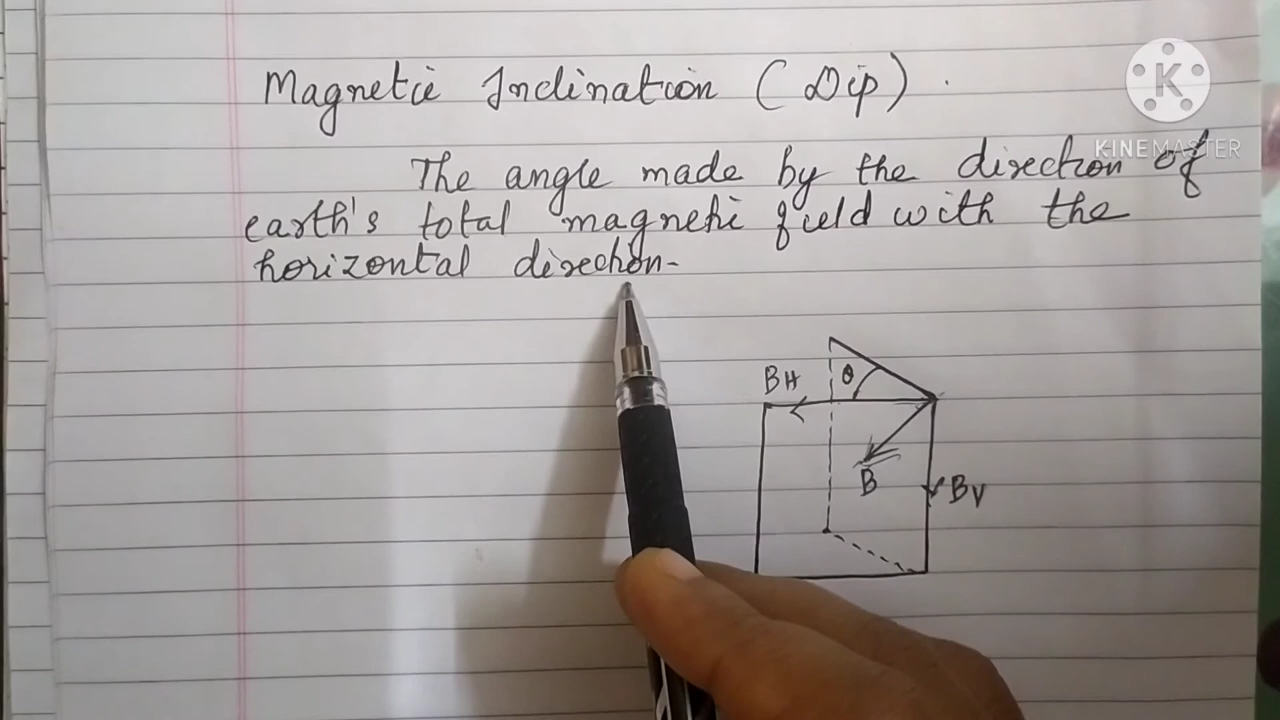 Magnetic Inclination (Dip).
The angle made by the direction of
earth's total magnetic field with the
horizontal direction-
BH
θ
B
BV
K
KINEMASTER